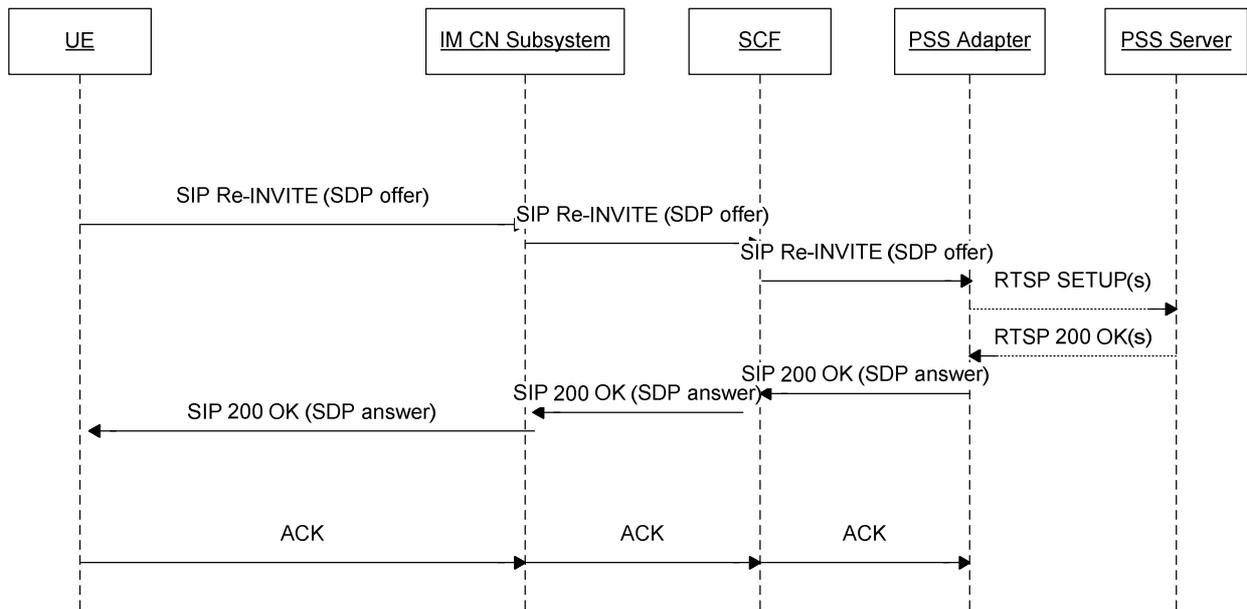 UE
IM CN Subsystem
SCF
PSS Adapter
PSS Server
SIP Re-INVITE (SDP offer)
SIP Re-INVITE (SDP offer)
SIP Re-INVITE (SDP offer)
RTSP SETUP(s)
RTSP 200 OK(s)
SIP 200 OK (SDP answer)
SIP 200 OK (SDP answer)
SIP 200 OK (SDP answer)
ACK
ACK
ACK